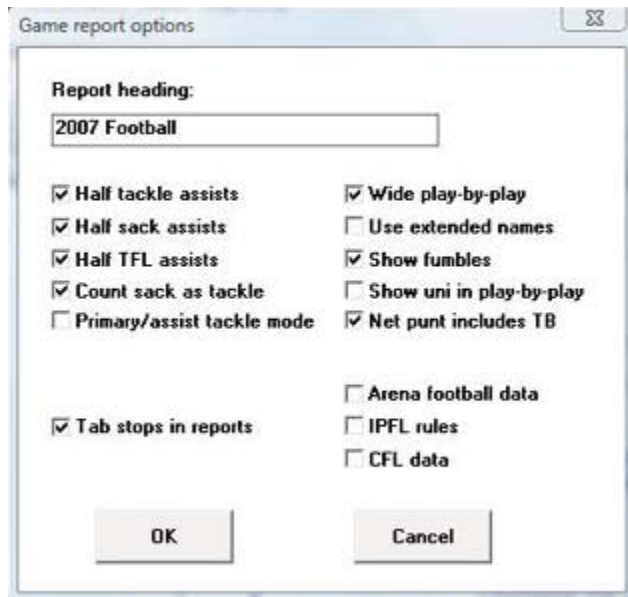 Game report options
Report heading:
2007 Football
Half tackle assists
Half sack assists
Half TFL assists
Count sack as tackle
Primary/assist tackle mode
Wide play-by-play
Use extended names
Show fumbles
Show uni in play-by-play
Net punt includes TB
Tab stops in reports
Arena football data
IPFL rules
CFL data
OK
Cancel